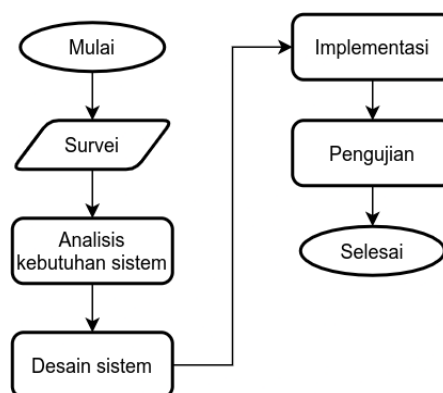 Mulai
Survei
Analisis
kebutuhan sistem
Desain sistem
Implementasi
Pengujian
Selesai